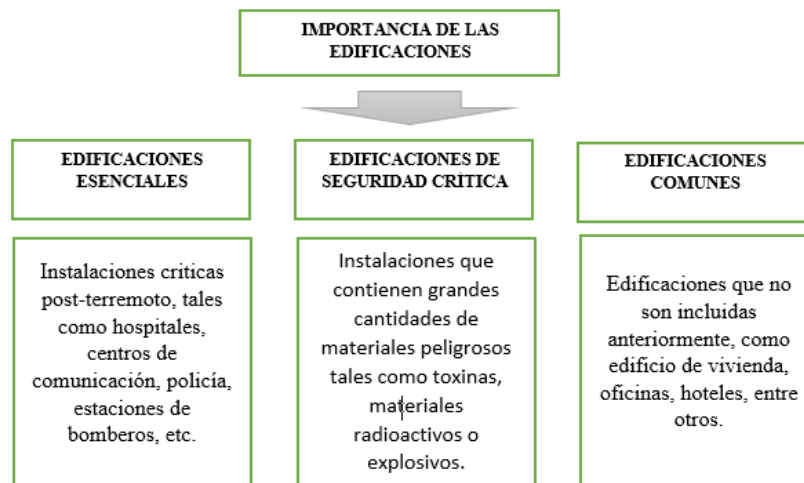 IMPORTANCIA DE LAS
EDIFICACIONES
EDIFICACIONES
ESENCIALES
Instalaciones criticas
post-terremoto, tales
como hospitales,
centros de
comunicación, policía,
estaciones de
bomberos, etc.
EDIFICACIONES DE
SEGURIDAD CRÍTICA
Instalaciones que
contienen grandes
cantidades de
materiales peligrosos
tales como toxinas,
materiales
radioactivos o
explosivos.
EDIFICACIONES
COMUNES
Edificaciones que no
son incluidas
anteriormente, como
edificio de vivienda,
oficinas, hoteles, entre
otros.